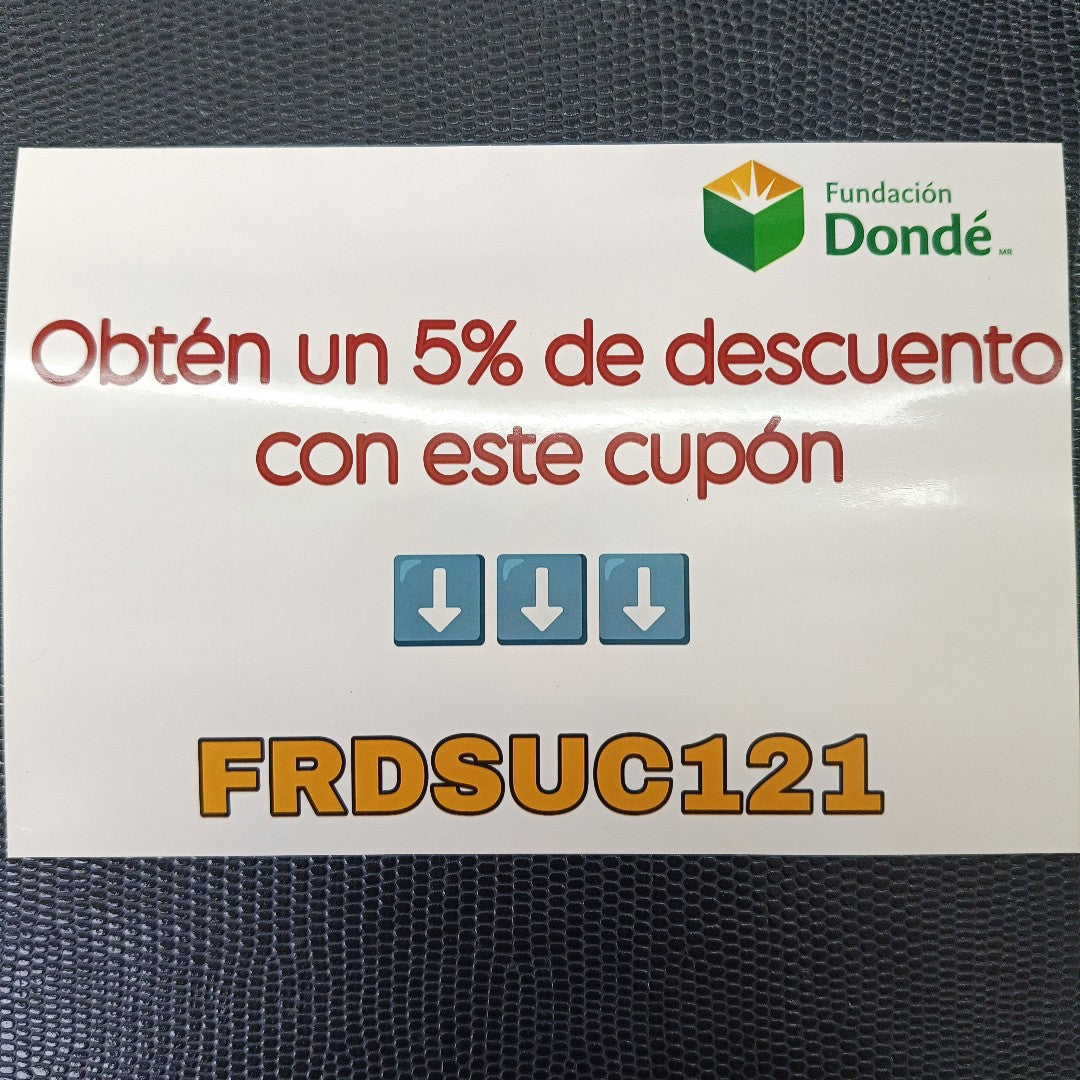 Fundación
Dondé MR
Obtén un 5% de descuento
con este cupón
FRDSUC121